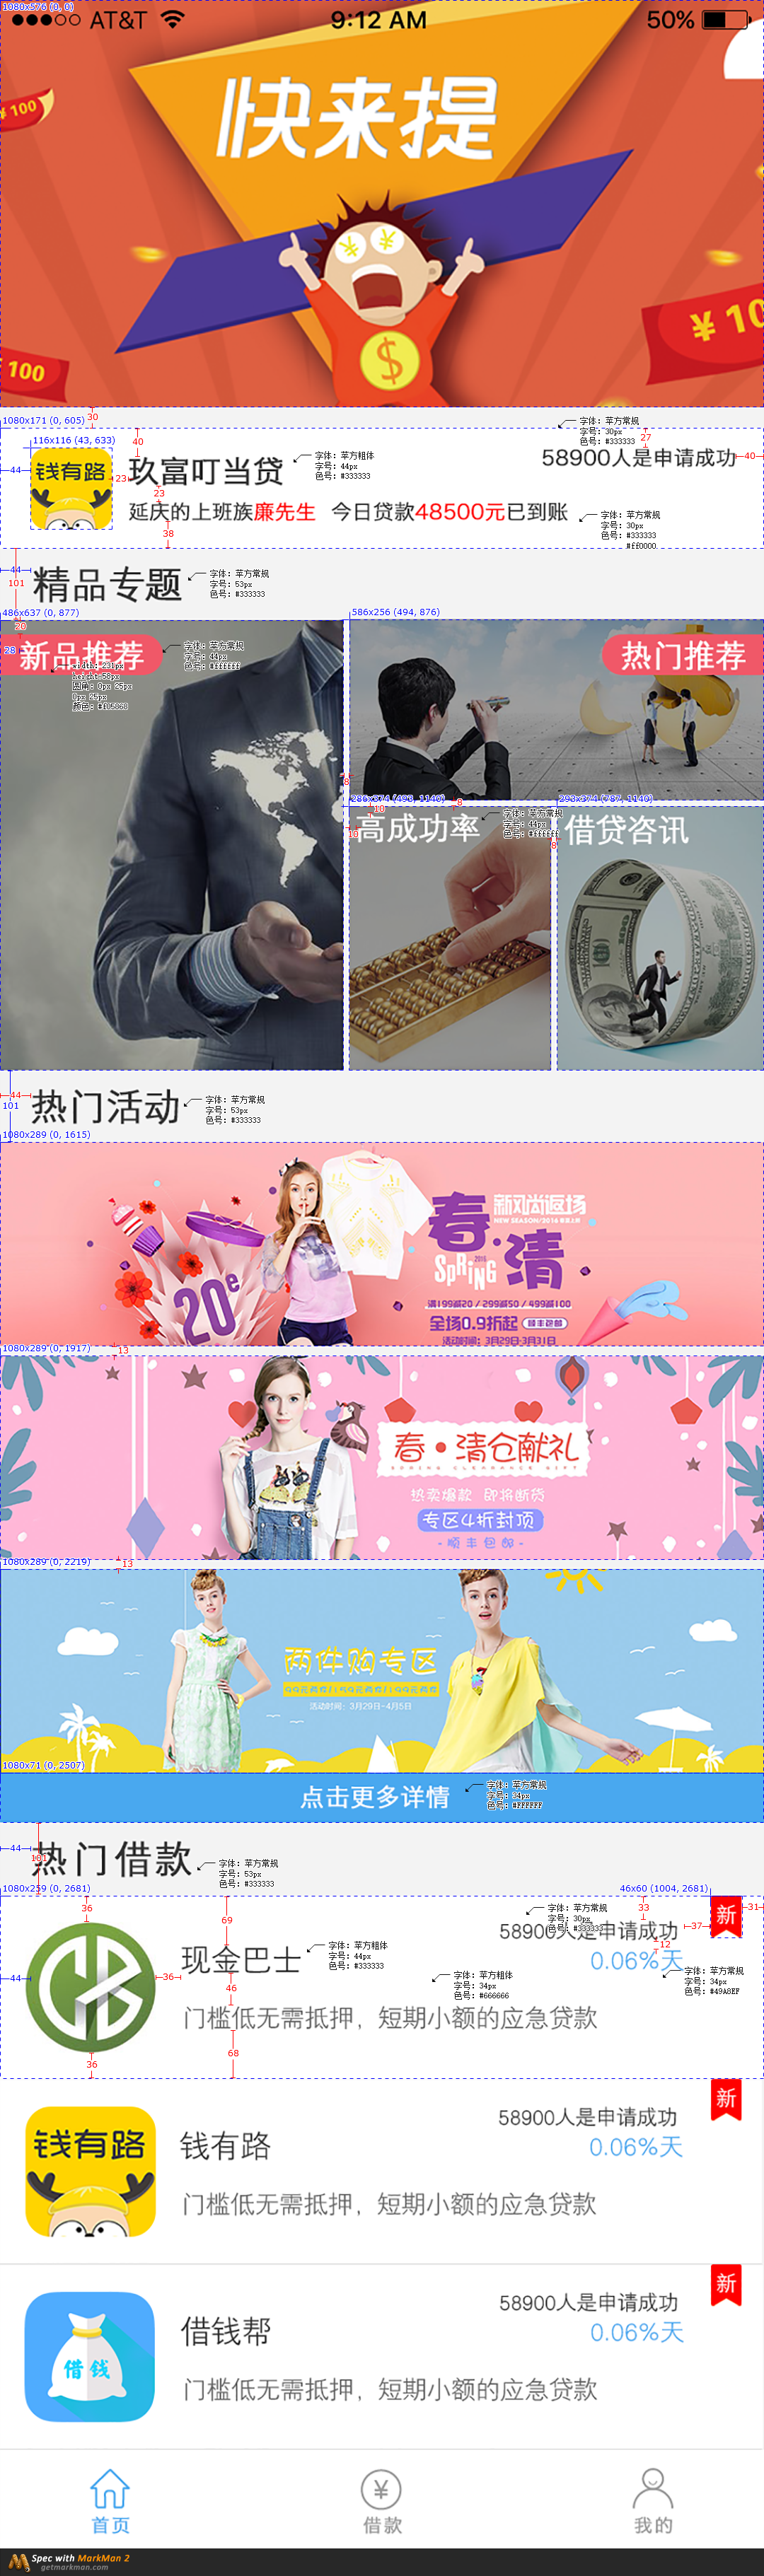 1080x576 (0, 0)
AT&T 9:12 AM 50%
快来提
¥100
¥ 10
100
30
1080x171 (0, 605)
字体: 苹方常规
字号: 30px
色号: #333333
116x116 (43, 633)
40
27
44
钱有路
23
玖富叮当贷
字体: 苹方粗体
字号: 44px
色号: #333333
58900人是申请成功
40
23
延庆的上班族廉先生 今日贷款48500元已到账
字体: 苹方常规
字号: 30px
色号: #333333
#ff0000
38
44
101
精品专题
字体: 苹方常规
字号: 53px
色号: #333333
486x637 (0, 877)
586x256 (494, 876)
20
28
新品推荐
字体: 苹方常规
字号: 44px
色号: #ffffff
热门推荐
width: 231px
height:58px
圆角: 0px 25px
0px 25px
8
286x374 (493, 1140)
293x374 (787, 1140)
10
8
10
高成功率
字体: 苹方常规
字号: 44px
色号: #ffffff
8
借贷咨讯
44
101
热门活动
字体: 苹方常规
字号: 53px
色号: #333333
1080x289 (0, 1615)
20e
春·清
SPRING
2016
新风尚返场
NEW SEASON/2016
满199减20 / 299减50 / 499减100
全场0.9折起 顺丰包邮
活动时间: 3月29日-3月31日
1080x289 (0, 1917)
13
春·清仓献礼
SPRING CLEARANCE GIFT
热卖爆款 即将断货
专区4折封顶
- 顺丰包邮 -
1080x289 (0, 2219)
13
两件购专区
99元两件/159元两件/199元两件
活动时间: 3月29日-4月5日
1080x71 (0, 2507)
点击更多详情
字体: 苹方常规
字号: 34px
色号: #FFFFFF
44
101
热门借款
字体: 苹方常规
字号: 53px
色号: #333333
1080x259 (0, 2681)
46x60 (1004, 2681)
36
69
字体: 苹方常规
字号: 30px
色号: #333333
33
58900人是申请成功
37
新
31
12
0.06%天
44
36
现金巴士
字体: 苹方粗体
字号: 44px
色号: #333333
字体: 苹方粗体
字号: 34px
色号: #666666
字体: 苹方常规
字号: 34px
色号: #49A8EF
46
门槛低无需抵押，短期小额的应急贷款
36
68
新
58900人是申请成功
0.06%天
钱有路
钱有路
门槛低无需抵押，短期小额的应急贷款
新
58900人是申请成功
0.06%天
借钱
借钱帮
门槛低无需抵押，短期小额的应急贷款
首页
借款
我的
Spec with MarkMan 2
getmarkman.com